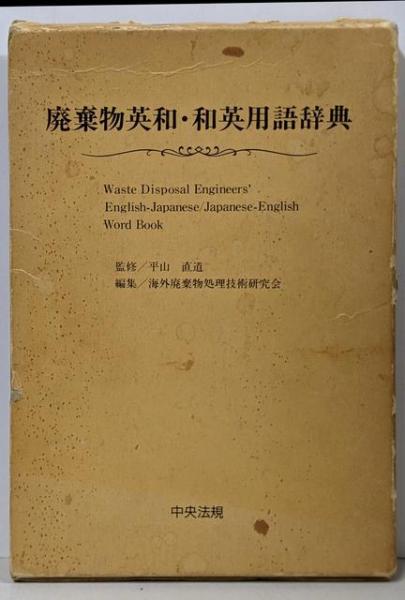 廃棄物英和・和英用語辞典
Waste Disposal Engineers'
English-Japanese/Japanese-English
Word Book
監修／平山 直道
編集／海外廃棄物処理技術研究会
中央法規